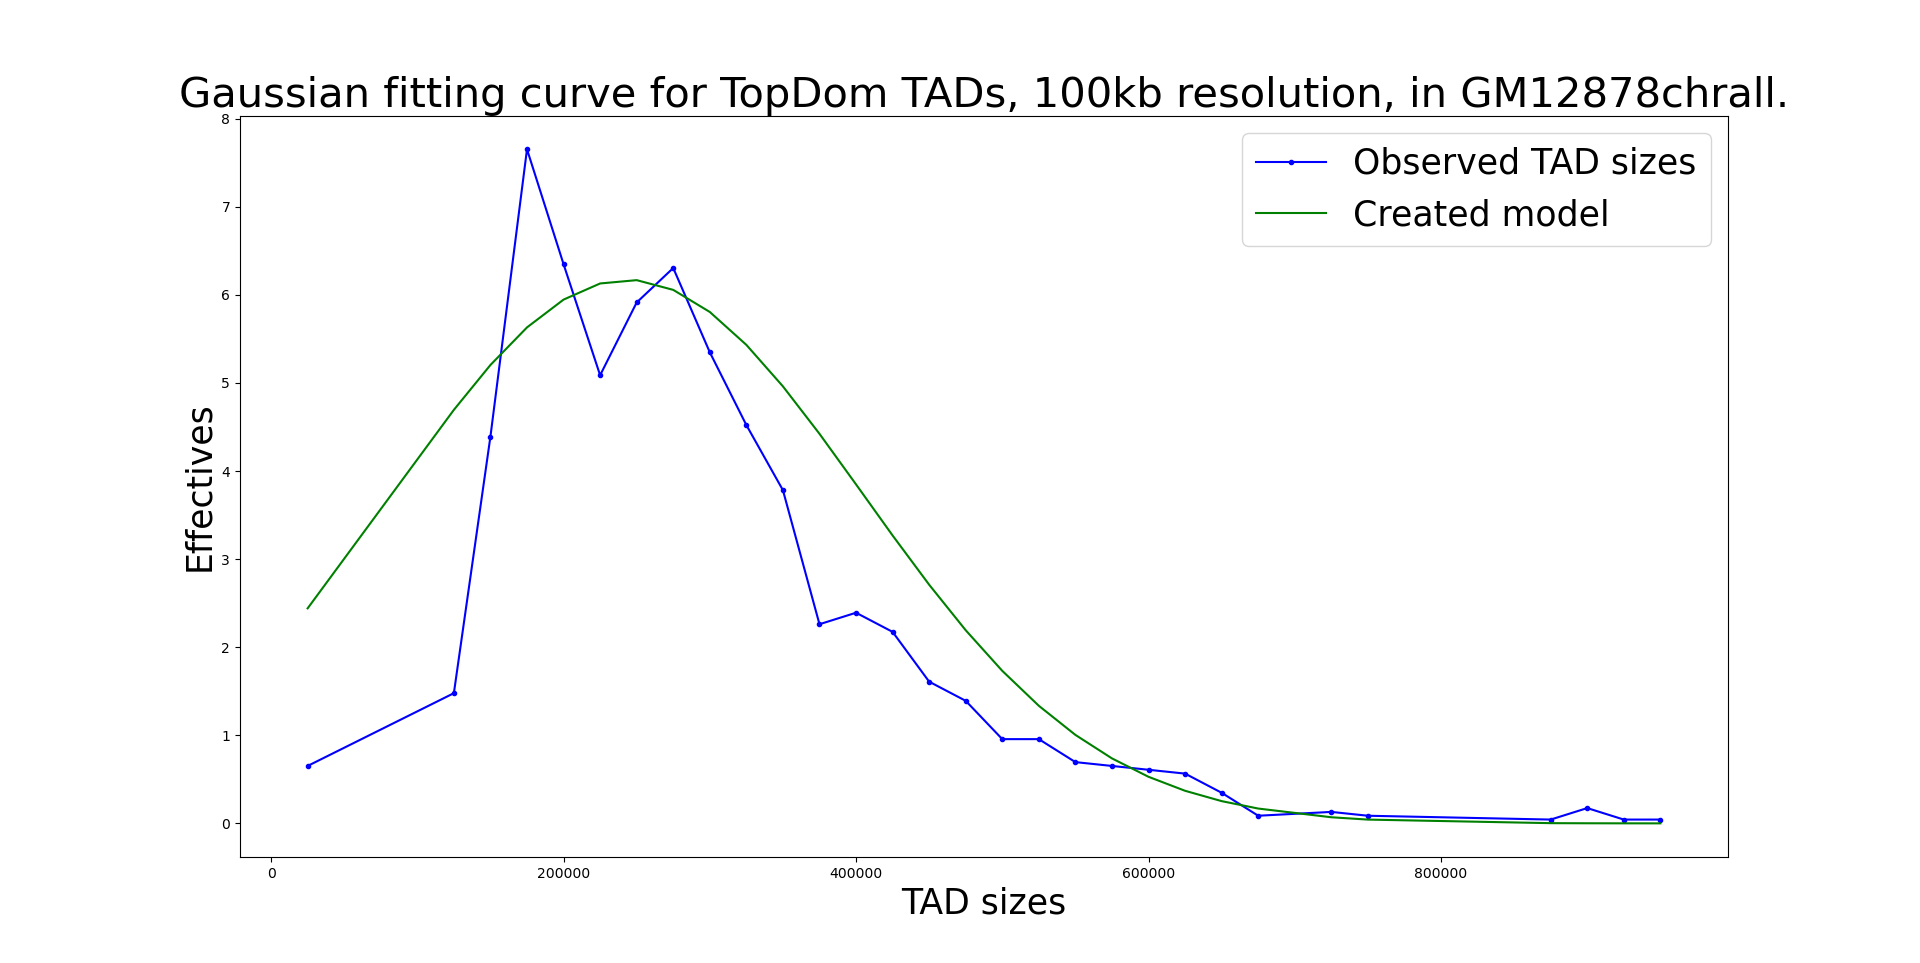 Gaussian fitting curve for TopDom TADs, 100kb resolution, in GM12878chrall.
Observed TAD sizes
Created model
Effectives
8
7
6
5
4
3
2
1
0
0 200000 400000 600000 800000
TAD sizes